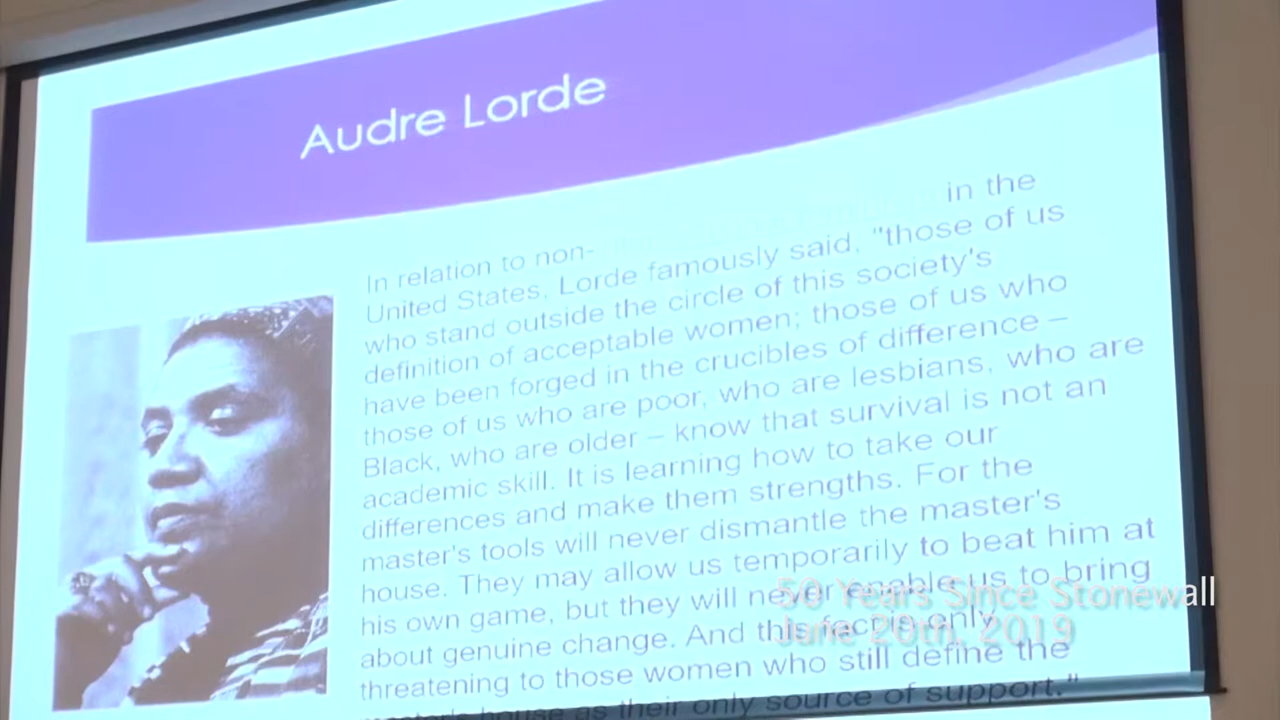 Audre Lorde
In relation to non- in the
United States, Lorde famously said, "those of us
who stand outside the circle of this society's
definition of acceptable women; those of us who
have been forged in the crucibles of difference –
those of us who are poor, who are lesbians, who are
Black, who are older – know that survival is not an
academic skill. It is learning how to take our
differences and make them strengths. For the
master's tools will never dismantle the master's
house. They may allow us temporarily to beat him at
his own game, but they will never enable us to bring
about genuine change. And this fact is only
threatening to those women who still define the
master's house as their only source of support."
50 Years Since Stonewall
June 20th, 2019